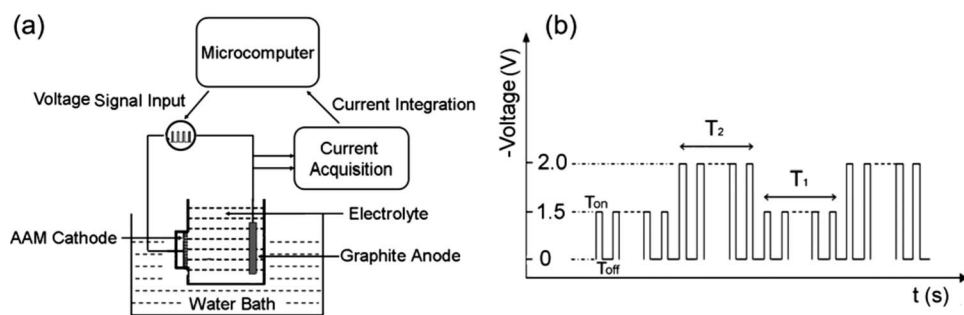 (a)
Microcomputer
Voltage Signal Input
Current Integration
Current
Acquisition
Electrolyte
AAM Cathode
Graphite Anode
Water Bath
(b)
-Voltage (V)
T2
2.0
T1
Ton
1.5
0
Toff
t (s)